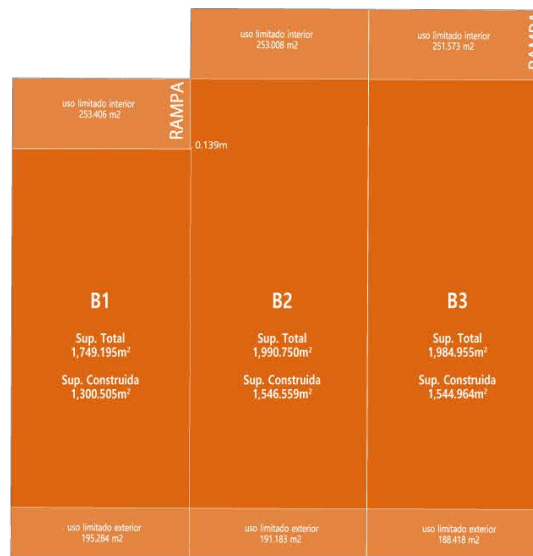 uso limitado interior
253.406 m2
RAMPA
B1
Sup. Total
1,749.195m²
Sup. Construida
1,300.505m²
uso limitado exterior
195.284 m2
uso limitado interior
253.008 m2
0.139m
B2
Sup. Total
1,990.750m²
Sup. Construida
1,546.559m²
uso limitado exterior
191.183 m2
uso limitado interior
251.573 m2
RAMPA
B3
Sup. Total
1,984.955m²
Sup. Construida
1,544.964m²
uso limitado exterior
188.418 m2